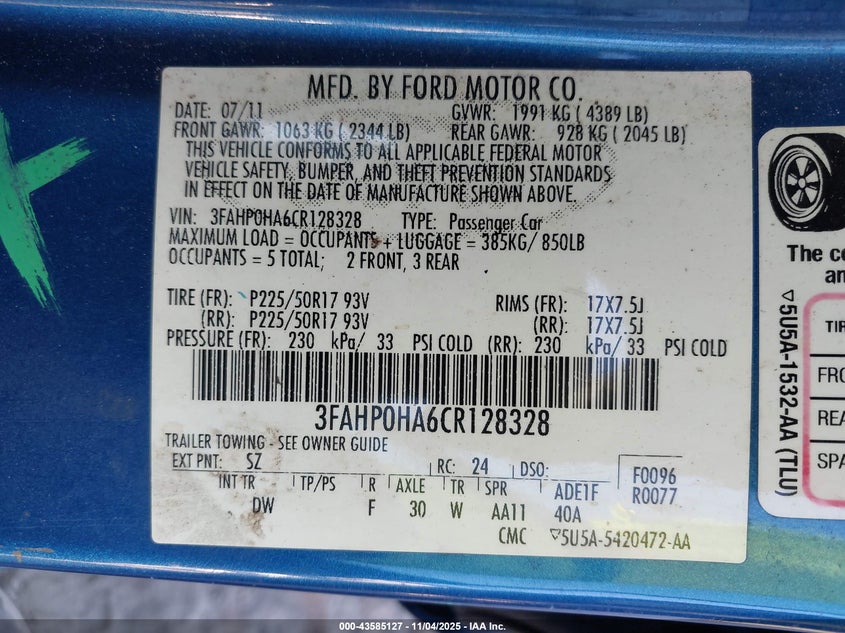 MFD. BY FORD MOTOR CO.
DATE: 07/11 GVWR: 1991 KG ( 4389 LB)
FRONT GAWR: 1063 KG ( 2344 LB) REAR GAWR: 928 KG ( 2045 LB)
THIS VEHICLE CONFORMS TO ALL APPLICABLE FEDERAL MOTOR
VEHICLE SAFETY, BUMPER, AND THEFT PREVENTION STANDARDS
IN EFFECT ON THE DATE OF MANUFACTURE SHOWN ABOVE.
VIN: 3FAHP0HA6CR128328 TYPE: Passenger Car
MAXIMUM LOAD = OCCUPANTS + LUGGAGE = 385KG/ 850LB
OCCUPANTS = 5 TOTAL; 2 FRONT, 3 REAR
TIRE (FR): P225/50R17 93V RIMS (FR): 17X7.5J
(RR): P225/50R17 93V (RR): 17X7.5J
PRESSURE (FR): 230 kPa/ 33 PSI COLD (RR): 230 kPa/ 33 PSI COLD
3FAHP0HA6CR128328
TRAILER TOWING - SEE OWNER GUIDE
EXT PNT: SZ RC: 24 DSO: F0096
INT TR TP/PS R AXLE TR SPR ADE1F R0077
DW F 30 W AA11 40A
CMC ▽5U5A-5420472-AA
The co
an
TIR
FRO
REA
SPA
▽5U5A-1532-AA (TLU)
000-43585127 - 11/04/2025 - IAA Inc.